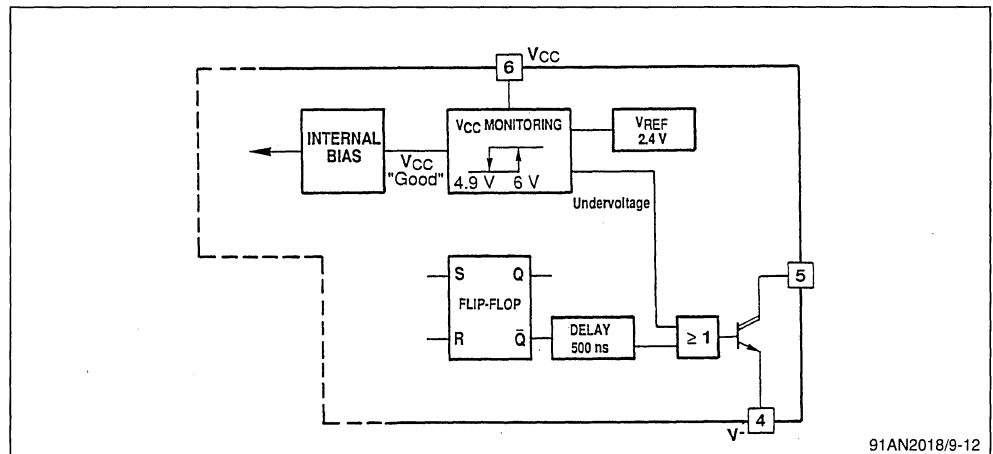 6 VCC
INTERNAL
BIAS
VCC
"Good"
VCC MONITORING
4.9 V 6 V
VREF
2.4 V
Undervoltage
S Q
FLIP-FLOP
R Q̄
DELAY
500 ns
≥ 1
5
4
V-
91AN2018/9-12